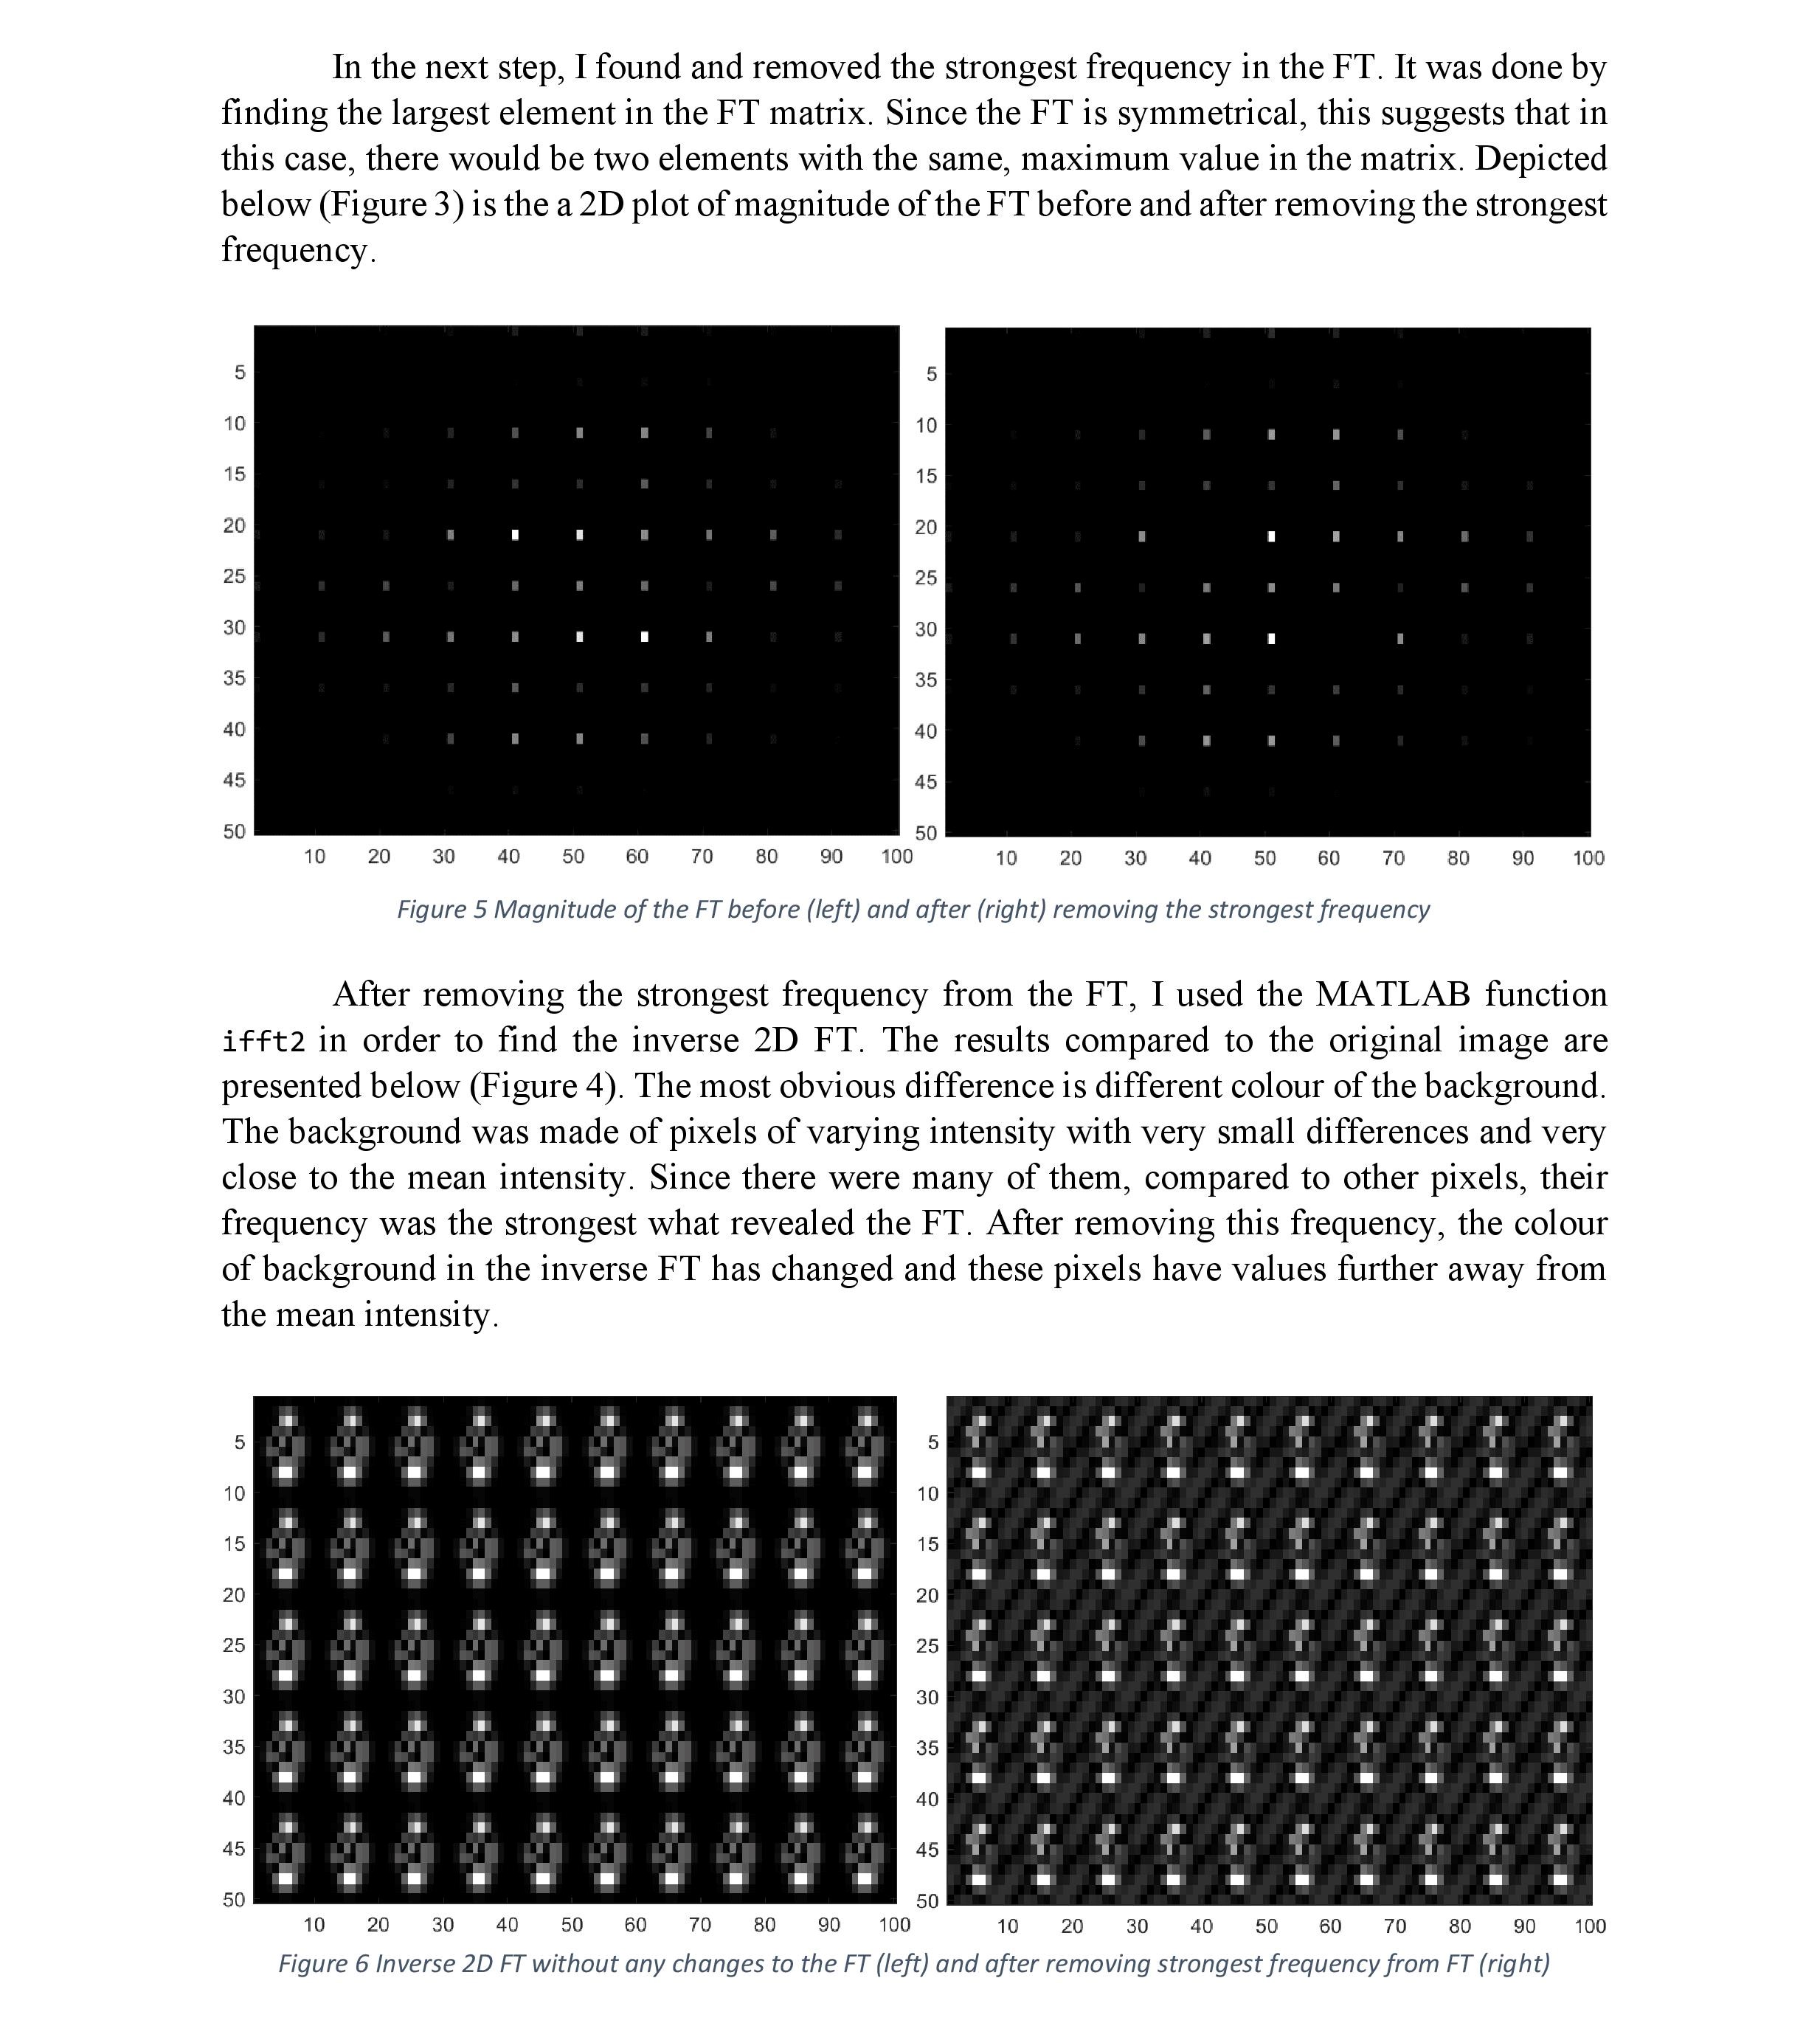 In the next step, I found and removed the strongest frequency in the FT. It was done by
finding the largest element in the FT matrix. Since the FT is symmetrical, this suggests that in
this case, there would be two elements with the same, maximum value in the matrix. Depicted
below (Figure 3) is the a 2D plot of magnitude of the FT before and after removing the strongest
frequency.
5
10
15
20
25
30
35
40
45
50
10 20 30 40 50 60 70 80 90 100
5
10
15
20
25
30
35
40
45
50
10 20 30 40 50 60 70 80 90 100
Figure 5 Magnitude of the FT before (left) and after (right) removing the strongest frequency
After removing the strongest frequency from the FT, I used the MATLAB function
ifft2 in order to find the inverse 2D FT. The results compared to the original image are
presented below (Figure 4). The most obvious difference is different colour of the background.
The background was made of pixels of varying intensity with very small differences and very
close to the mean intensity. Since there were many of them, compared to other pixels, their
frequency was the strongest what revealed the FT. After removing this frequency, the colour
of background in the inverse FT has changed and these pixels have values further away from
the mean intensity.
5
10
15
20
25
30
35
40
45
50
10 20 30 40 50 60 70 80 90 100
5
10
15
20
25
30
35
40
45
50
10 20 30 40 50 60 70 80 90 100
Figure 6 Inverse 2D FT without any changes to the FT (left) and after removing strongest frequency from FT (right)